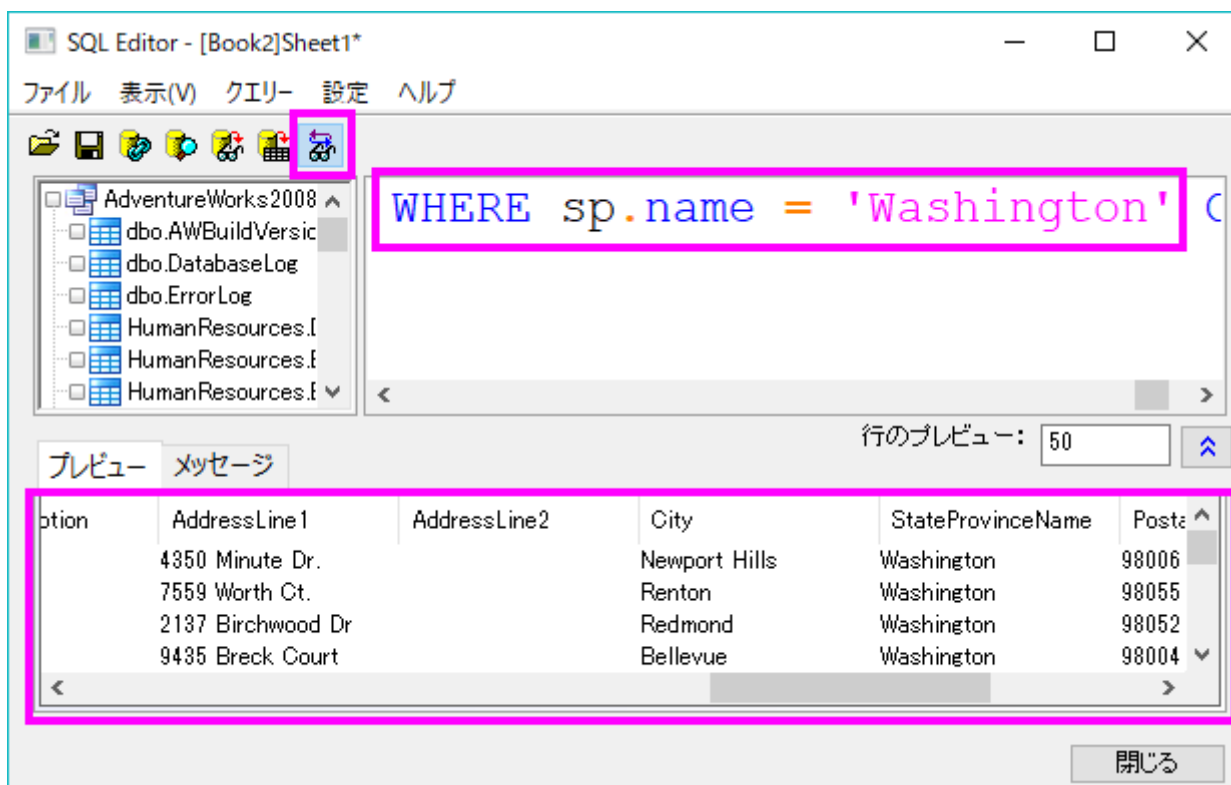 SQL Editor - [Book2]Sheet1*
ファイル 表示(V) クエリー 設定 ヘルプ
AdventureWorks2008
dbo.AWBuildVersic
dbo.DatabaseLog
dbo.ErrorLog
HumanResources.
HumanResources.
HumanResources.
WHERE sp.name = 'Washington'
行のプレビュー: 50
プレビュー メッセージ
ption AddressLine1 AddressLine2 City StateProvinceName Posta
4350 Minute Dr. Newport Hills Washington 98006
7559 Worth Ct. Renton Washington 98055
2137 Birchwood Dr Redmond Washington 98052
9435 Breck Court Bellevue Washington 98004
閉じる